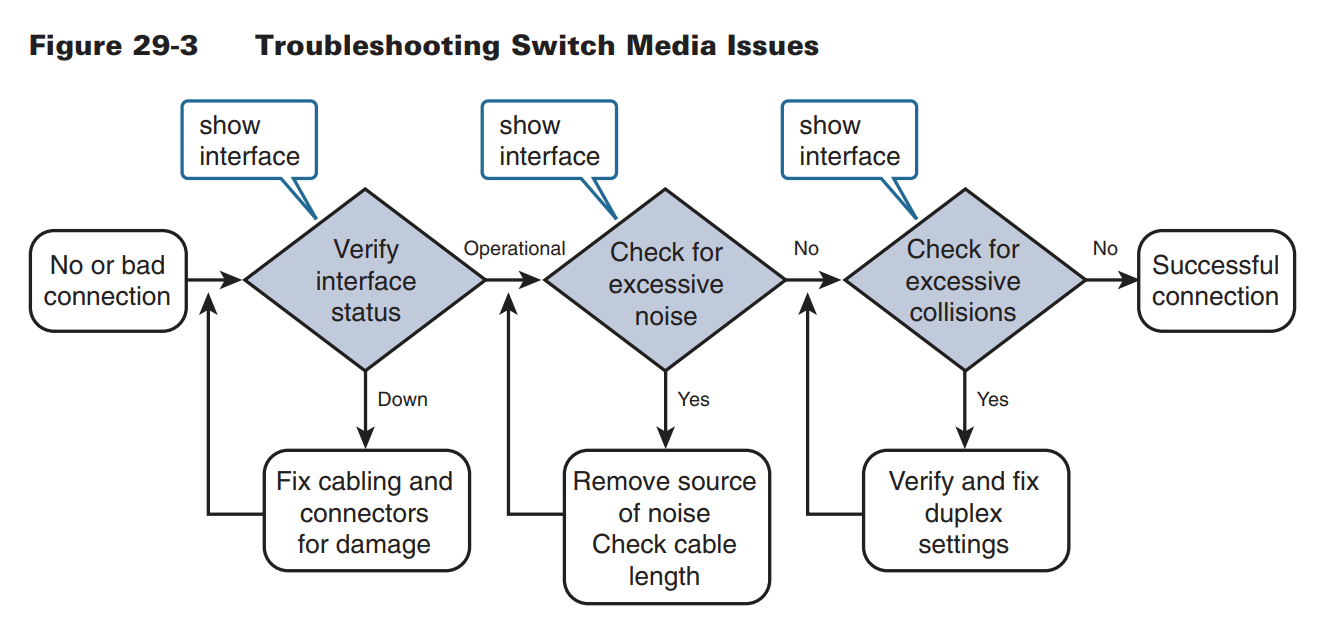 Figure 29-3 Troubleshooting Switch Media Issues
show
interface
show
interface
show
interface
No or bad
connection
Verify
interface
status
Operational
Check for
excessive
noise
No
Check for
excessive
collisions
No
Successful
connection
Down
Yes
Yes
Fix cabling and
connectors
for damage
Remove source
of noise
Check cable
length
Verify and fix
duplex
settings